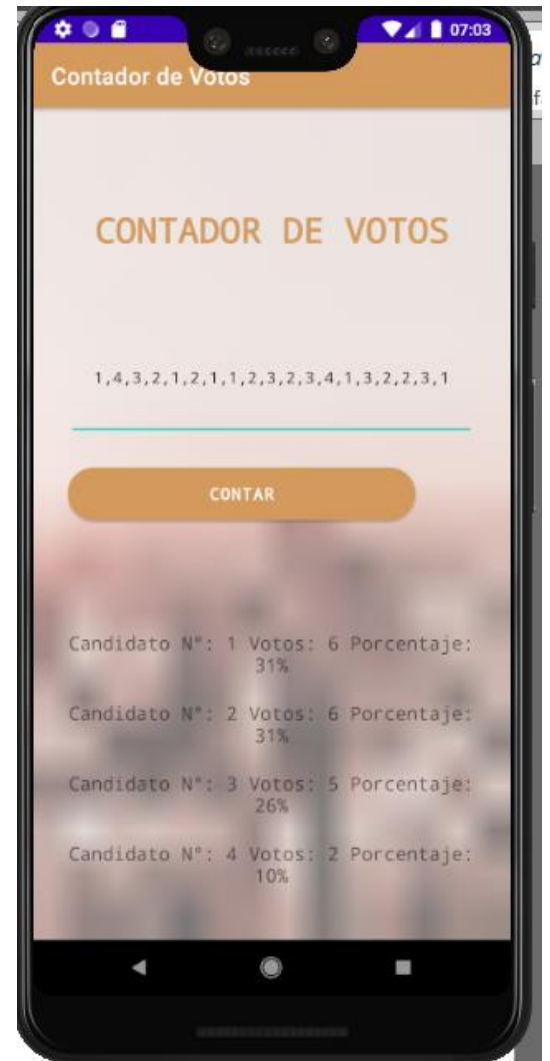 07:03
Contador de Votos
CONTADOR DE VOTOS
1,4,3,2,1,2,1,1,2,3,2,3,4,1,3,2,2,3,1
CONTAR
Candidato N°: 1 Votos: 6 Porcentaje:
31%
Candidato N°: 2 Votos: 6 Porcentaje:
31%
Candidato N°: 3 Votos: 5 Porcentaje:
26%
Candidato N°: 4 Votos: 2 Porcentaje:
10%